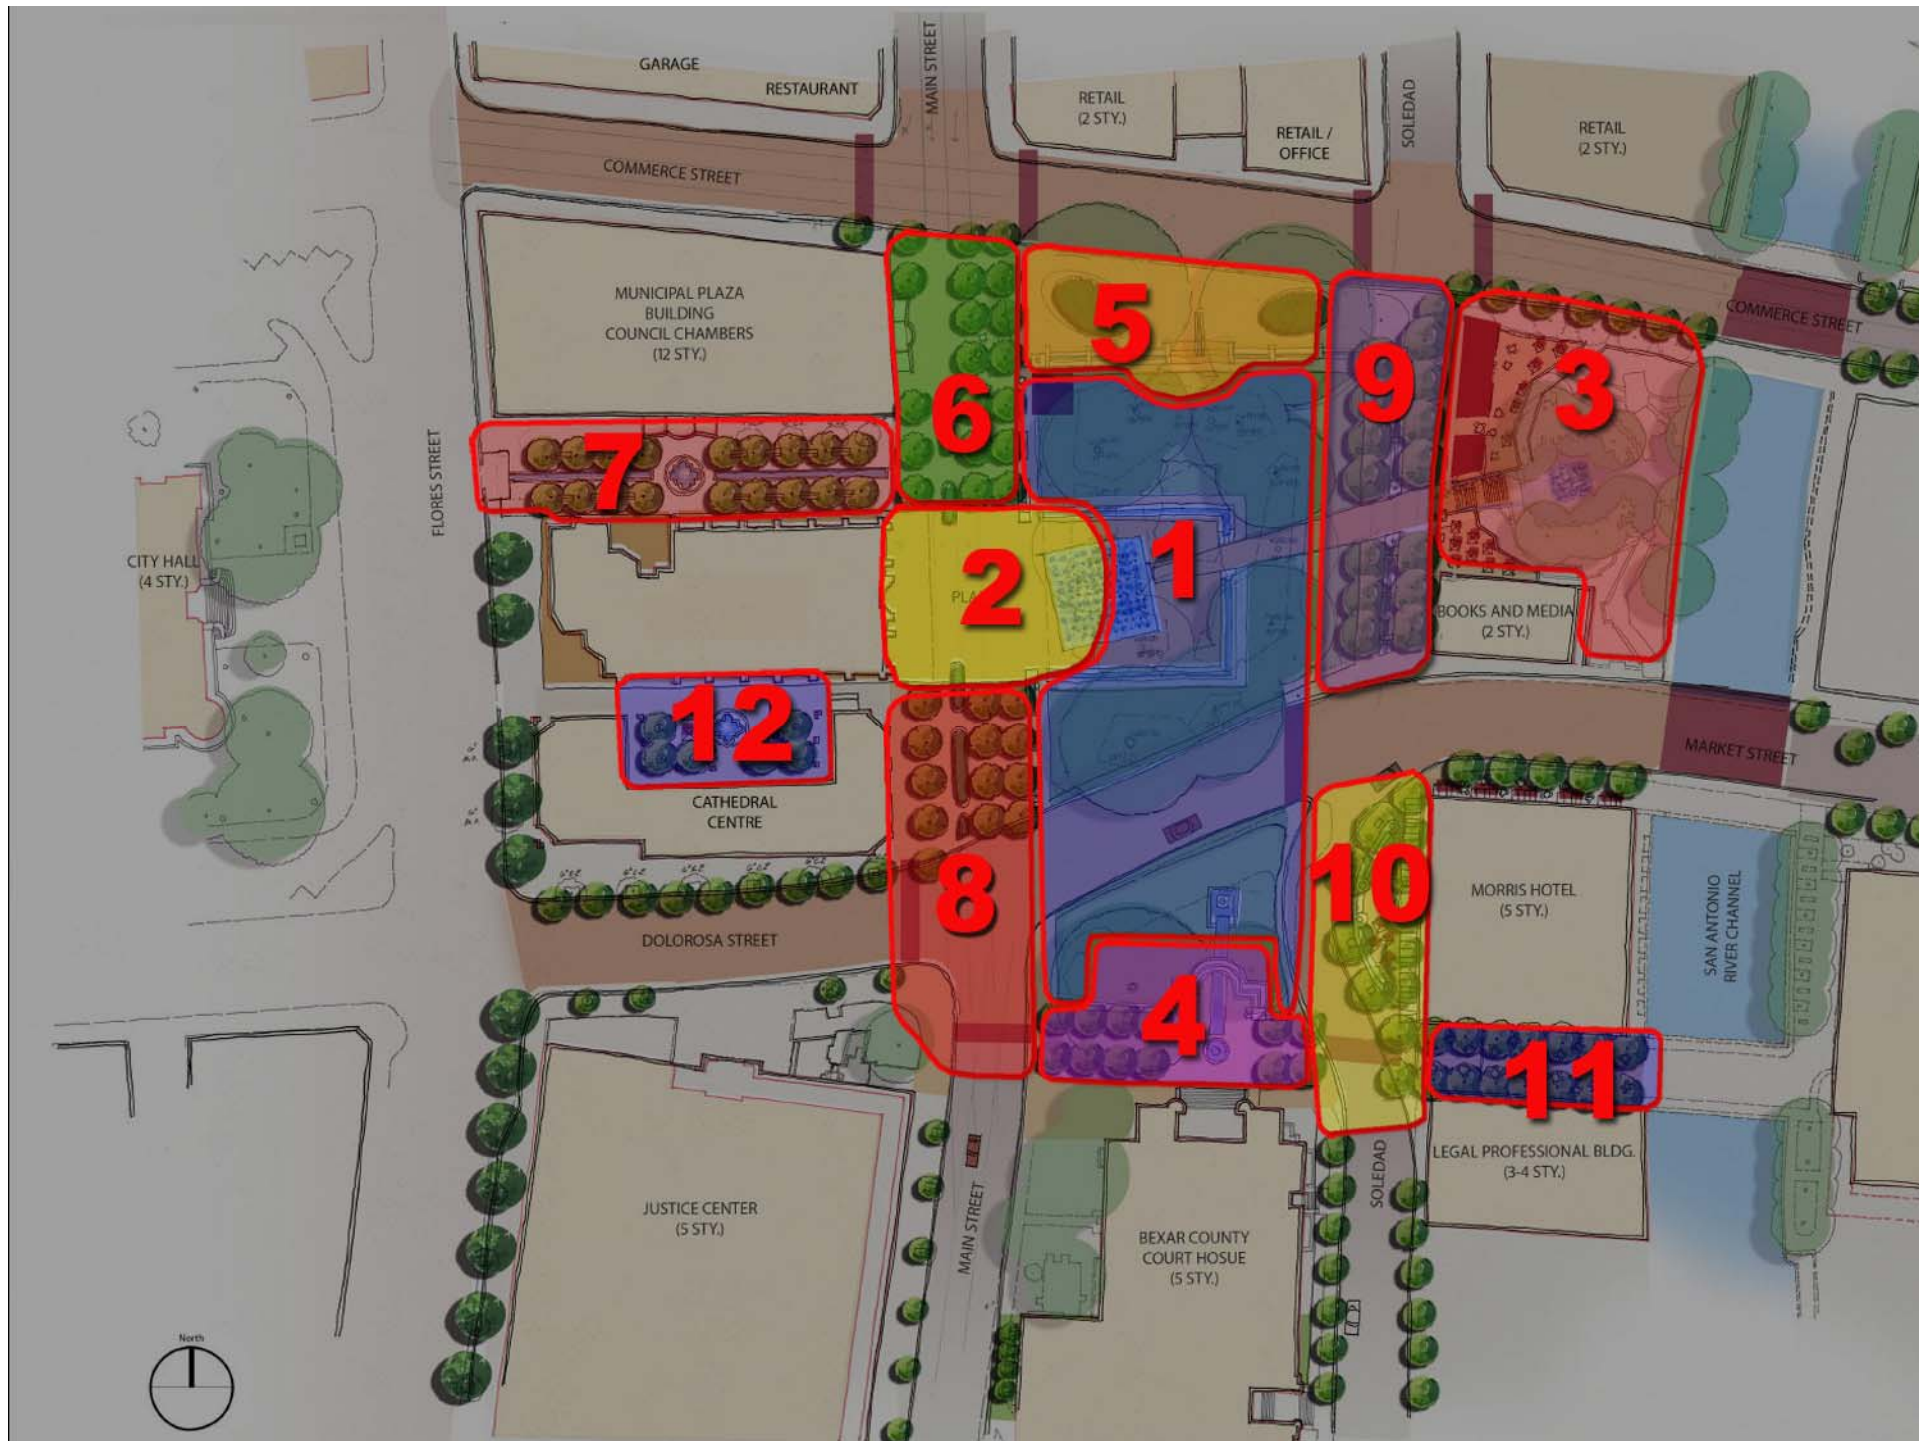 GARAGE
RESTAURANT
MAIN STREET
RETAIL
(2 STY.)
RETAIL /
OFFICE
SOLEDAD
RETAIL
(2 STY.)
COMMERCE STREET
MUNICIPAL PLAZA
BUILDING
COUNCIL CHAMBERS
(12 STY.)
5
9
3
COMMERCE STREET
6
7
FLORES STREET
CITY HALL
(4 STY.)
2
1
BOOKS AND MEDIA
(2 STY.)
12
MARKET STREET
CATHEDRAL
CENTRE
8
10
MORRIS HOTEL
(5 STY.)
SAN ANTONIO
RIVER CHANNEL
DOLOROSA STREET
4
11
LEGAL PROFESSIONAL BLDG.
(3-4 STY.)
JUSTICE CENTER
(5 STY.)
MAIN STREET
BEXAR COUNTY
COURT HOSUE
(5 STY.)
SOLEDAD
North